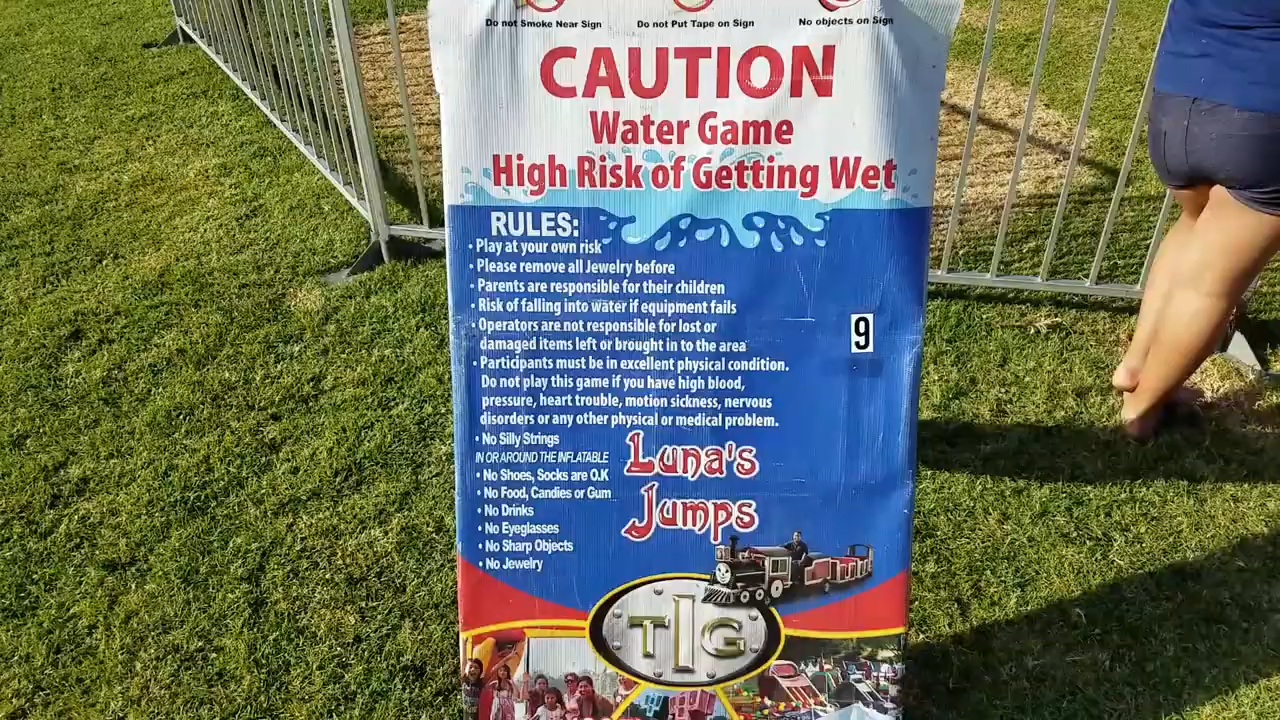 Do not Smoke Near Sign Do not Put Tape on Sign No objects on Sign
CAUTION
Water Game
High Risk of Getting Wet
RULES:
• Play at your own risk
• Please remove all Jewelry before
• Parents are responsible for their children
• Risk of falling into water if equipment fails
• Operators are not responsible for lost or
damaged items left or brought in to the area
• Participants must be in excellent physical condition.
Do not play this game if you have high blood,
pressure, heart trouble, motion sickness, nervous
disorders or any other physical or medical problem.
9
• No Silly Strings
IN OR AROUND THE INFLATABLE
• No Shoes, Socks are O.K
• No Food, Candies or Gum
• No Drinks
• No Eyeglasses
• No Sharp Objects
• No Jewelry
Luna's
Jumps
TIG